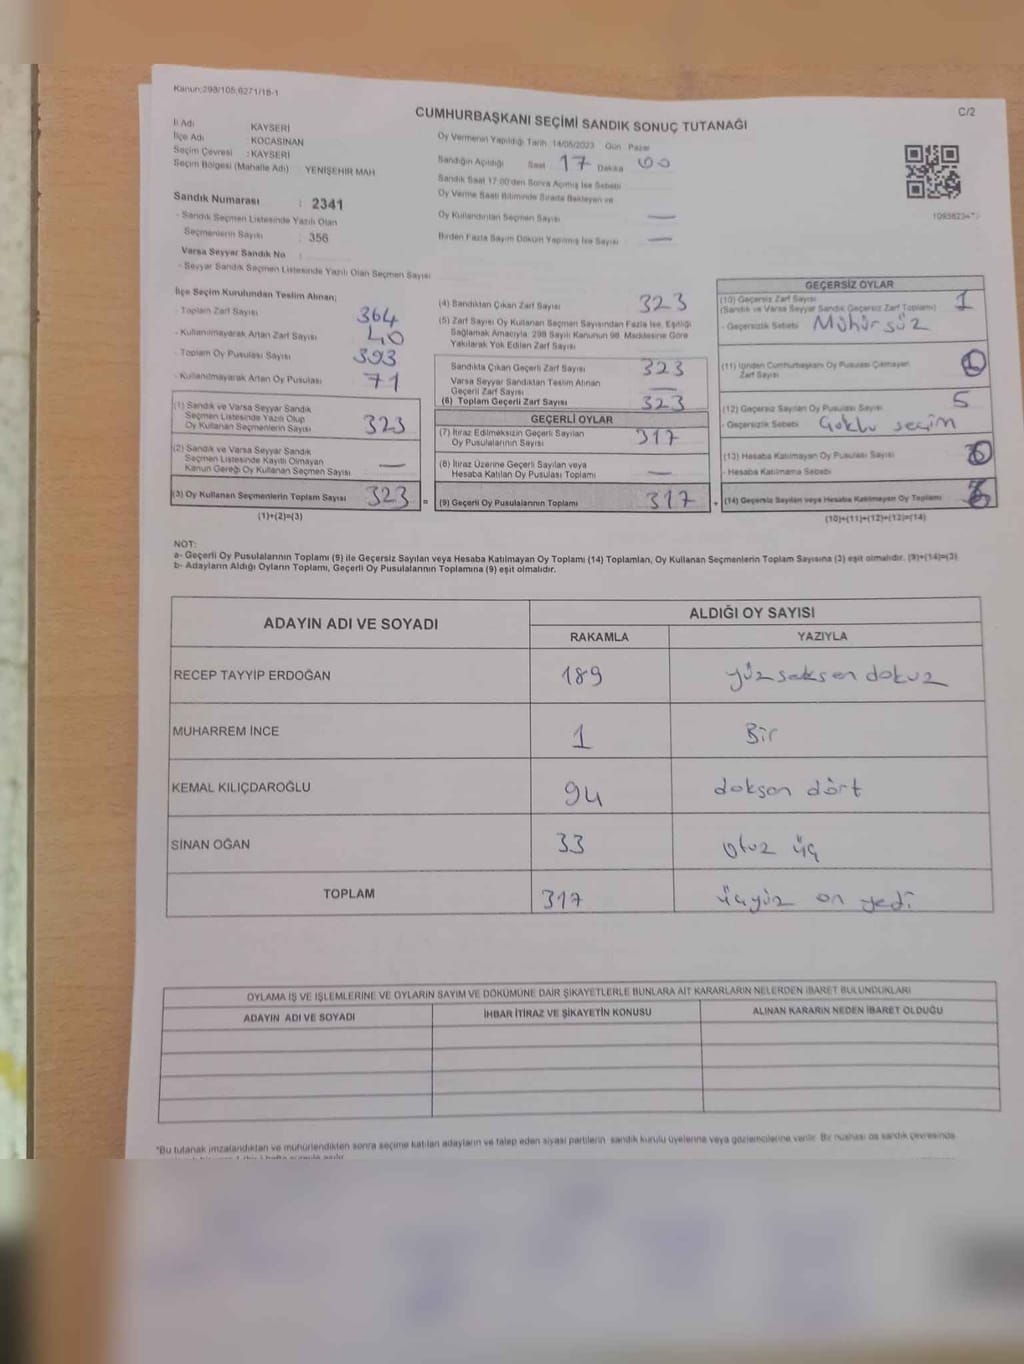 Kanun:298/105;6271/18-1
C/2
CUMHURBAŞKANI SEÇİMİ SANDIK SONUÇ TUTANAĞI
İl Adı KAYSERİ
İlçe Adı KOCASİNAN
Seçim Çevresi : KAYSERİ
Seçim Bölgesi (Mahalle Adı) : YENİŞEHİR MAH
Sandık Numarası : 2341
- Sandık Seçmen Listesinde Yazılı Olan
Seçmenlerin Sayısı : 356
Varsa Seyyar Sandık No
- Seyyar Sandık Seçmen Listesinde Yazılı Olan Seçmen Sayısı
Oy Vermenin Yapıldığı Tarih: 14/05/2023 Gün Pazar
Sandığın Açıldığı Saat 17 Dakika 00
Sandık Saat 17:00'den Sonra Açılmış İse Sebebi
Oy Verme Saati Bitiminde Sırada Bekleyen ve
Oy Kullandırılan Seçmen Sayısı —
Birden Fazla Sayım Döküm Yapılmış İse Sayısı —
İlçe Seçim Kurulundan Teslim Alınan;
- Toplam Zarf Sayısı 364
- Kullanılmayarak Artan Zarf Sayısı 40
- Toplam Oy Pusulası Sayısı 393
- Kullanılmayarak Artan Oy Pusulası 71
(1) Sandık ve Varsa Seyyar Sandık
Seçmen Listesinde Yazılı Olup
Oy Kullanan Seçmenlerin Sayısı 323
(2) Sandık ve Varsa Seyyar Sandık
Seçmen Listesinde Kayıtlı Olmayan
Kanun Gereği Oy Kullanan Seçmen Sayısı —
(3) Oy Kullanan Seçmenlerin Toplam Sayısı 323 =
(1)+(2)=(3)
(4) Sandıktan Çıkan Zarf Sayısı 323
(5) Zarf Sayısı Oy Kullanan Seçmen Sayısından Fazla İse, Eşitliği
Sağlamak Amacıyla, 298 Sayılı Kanunun 98. Maddesine Göre
Yakılarak Yok Edilen Zarf Sayısı
Sandıkta Çıkan Geçerli Zarf Sayısı 323
Varsa Seyyar Sandıktan Teslim Alınan
Geçerli Zarf Sayısı —
(6) Toplam Geçerli Zarf Sayısı 323
GEÇERLİ OYLAR
(7) İtiraz Edilmeksizin Geçerli Sayılan
Oy Pusulalarının Sayısı 317
(8) İtiraz Üzerine Geçerli Sayılan veya
Hesaba Katılan Oy Pusulası Toplamı —
(9) Geçerli Oy Pusulalarının Toplamı 317 +
GEÇERSİZ OYLAR
(10) Geçersiz Zarf Sayısı
(Sandık ve Varsa Seyyar Sandık Geçersiz Zarf Toplamı) 1
- Geçersizlik Sebebi Mühürsüz
(11) İçinden Cumhurbaşkanı Oy Pusulası Çıkmayan
Zarf Sayısı
(12) Geçersiz Sayılan Oy Pusulası Sayısı 5
- Geçersizlik Sebebi Çoklu seçim
(13) Hesaba Katılmayan Oy Pusulası Sayısı
- Hesaba Katılmama Sebebi
(14) Geçersiz Sayılan veya Hesaba Katılmayan Oy Toplamı
(10)+(11)+(12)+(13)=(14)
NOT:
a- Geçerli Oy Pusulalarının Toplamı (9) ile Geçersiz Sayılan veya Hesaba Katılmayan Oy Toplamı (14) Toplamları, Oy Kullanan Seçmenlerin Toplam Sayısına (3) eşit olmalıdır. (9)+(14)=(3)
b- Adayların Aldığı Oyların Toplamı, Geçerli Oy Pusulalarının Toplamına (9) eşit olmalıdır.
ADAYIN ADI VE SOYADI
ALDIĞI OY SAYISI
RAKAMLA YAZIYLA
RECEP TAYYİP ERDOĞAN 189 yüzseksen dokuz
MUHARREM İNCE 1 Bir
KEMAL KILIÇDAROĞLU 94 doksan dört
SİNAN OĞAN 33 otuz üç
TOPLAM 317 üçyüz on yedi
OYLAMA İŞ VE İŞLEMLERİNE VE OYLARIN SAYIM VE DÖKÜMÜNE DAİR ŞİKAYETLERLE BUNLARA AİT KARARLARIN NELERDEN İBARET BULUNDUKLARI
ADAYIN ADI VE SOYADI İHBAR İTİRAZ VE ŞİKAYETİN KONUSU ALINAN KARARIN NEDEN İBARET OLDUĞU
*Bu tutanak imzalandıktan ve mühürlendikten sonra seçime katılan adayların ve talep eden siyasi partilerin sandık kurulu üyelerine veya gözlemcilerine verilir. Bir nüshası da sandık çevresinde